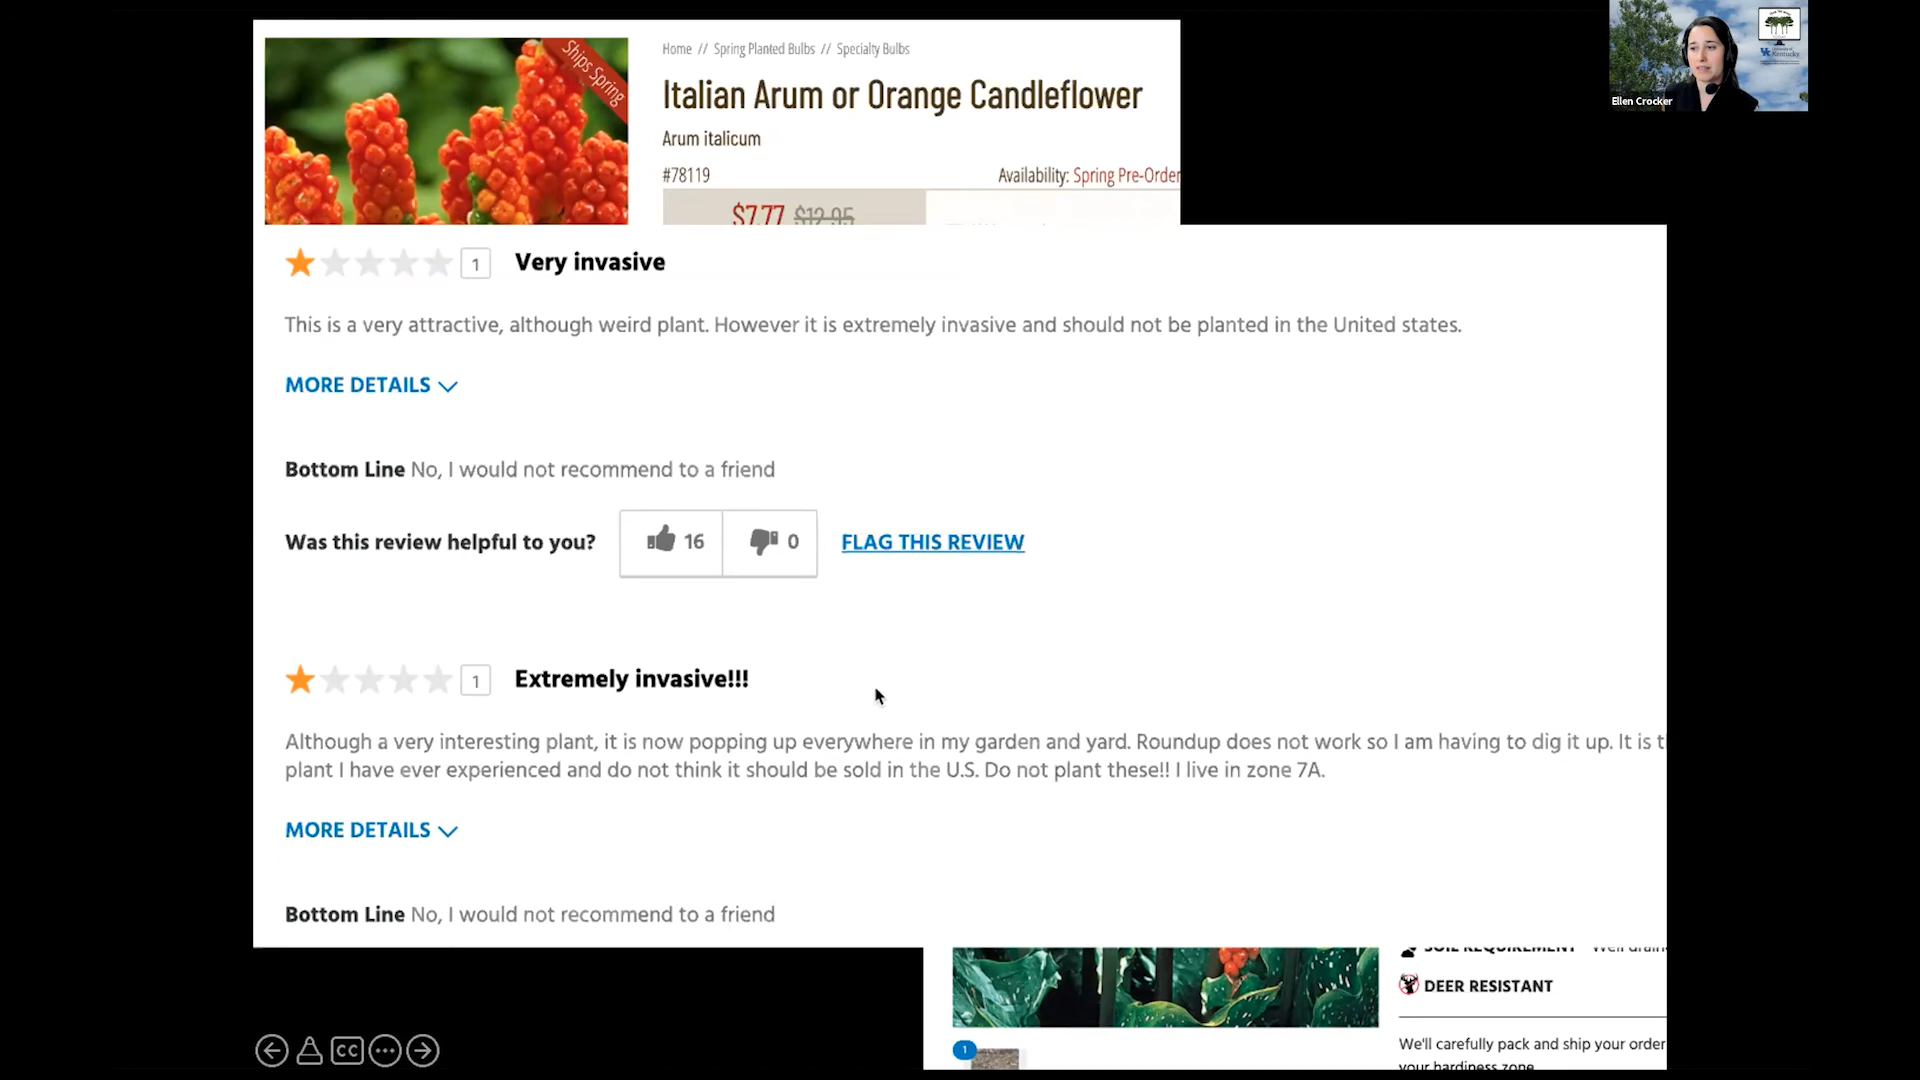 Ships Spring
Home // Spring Planted Bulbs // Specialty Bulbs
Italian Arum or Orange Candleflower
Arum italicum
#78119
Availability: Spring Pre-Order
$7.77 $12.95
Ellen Crocker
Kentucky
1 Very invasive
This is a very attractive, although weird plant. However it is extremely invasive and should not be planted in the United states.
MORE DETAILS
Bottom Line No, I would not recommend to a friend
Was this review helpful to you? 16 0 FLAG THIS REVIEW
1 Extremely invasive!!!
Although a very interesting plant, it is now popping up everywhere in my garden and yard. Roundup does not work so I am having to dig it up. It is
plant I have ever experienced and do not think it should be sold in the U.S. Do not plant these!! I live in zone 7A.
MORE DETAILS
Bottom Line No, I would not recommend to a friend
SOIL REQUIREMENT
DEER RESISTANT
We'll carefully pack and ship your order
your hardiness zone
1
CC